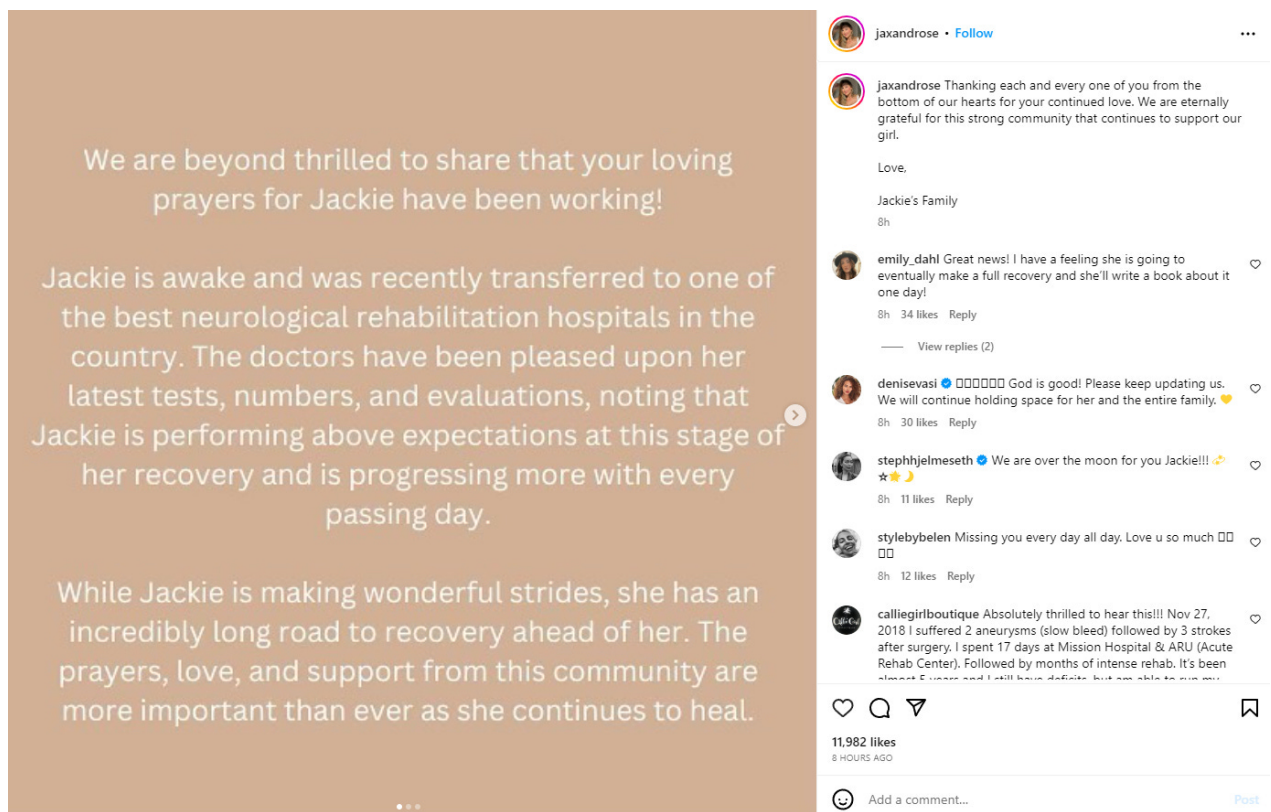 We are beyond thrilled to share that your loving
prayers for Jackie have been working!
Jackie is awake and was recently transferred to one of
the best neurological rehabilitation hospitals in the
country. The doctors have been pleased upon her
latest tests, numbers, and evaluations, noting that
Jackie is performing above expectations at this stage of
her recovery and is progressing more with every
passing day.
While Jackie is making wonderful strides, she has an
incredibly long road to recovery ahead of her. The
prayers, love, and support from this community are
more important than ever as she continues to heal.
jaxandrose • Follow
jaxandrose Thanking each and every one of you from the
bottom of our hearts for your continued love. We are eternally
grateful for this strong community that continues to support our
girl.
Love,
Jackie's Family
8h
emily_dahl Great news! I have a feeling she is going to
eventually make a full recovery and she'll write a book about it
one day!
8h 34 likes Reply
View replies (2)
denisevasi God is good! Please keep updating us.
We will continue holding space for her and the entire family. 💛
8h 30 likes Reply
stephhjelmeseth We are over the moon for you Jackie!!! 💫
⭐🌟🌙
8h 11 likes Reply
stylebybelen Missing you every day all day. Love u so much
8h 12 likes Reply
calliegirlboutique Absolutely thrilled to hear this!!! Nov 27,
2018 I suffered 2 aneurysms (slow bleed) followed by 3 strokes
after surgery. I spent 17 days at Mission Hospital & ARU (Acute
Rehab Center). Followed by months of intense rehab. It's been
almost 5 years and I still have deficits, but am able to run my
11,982 likes
8 HOURS AGO
Add a comment...
Post